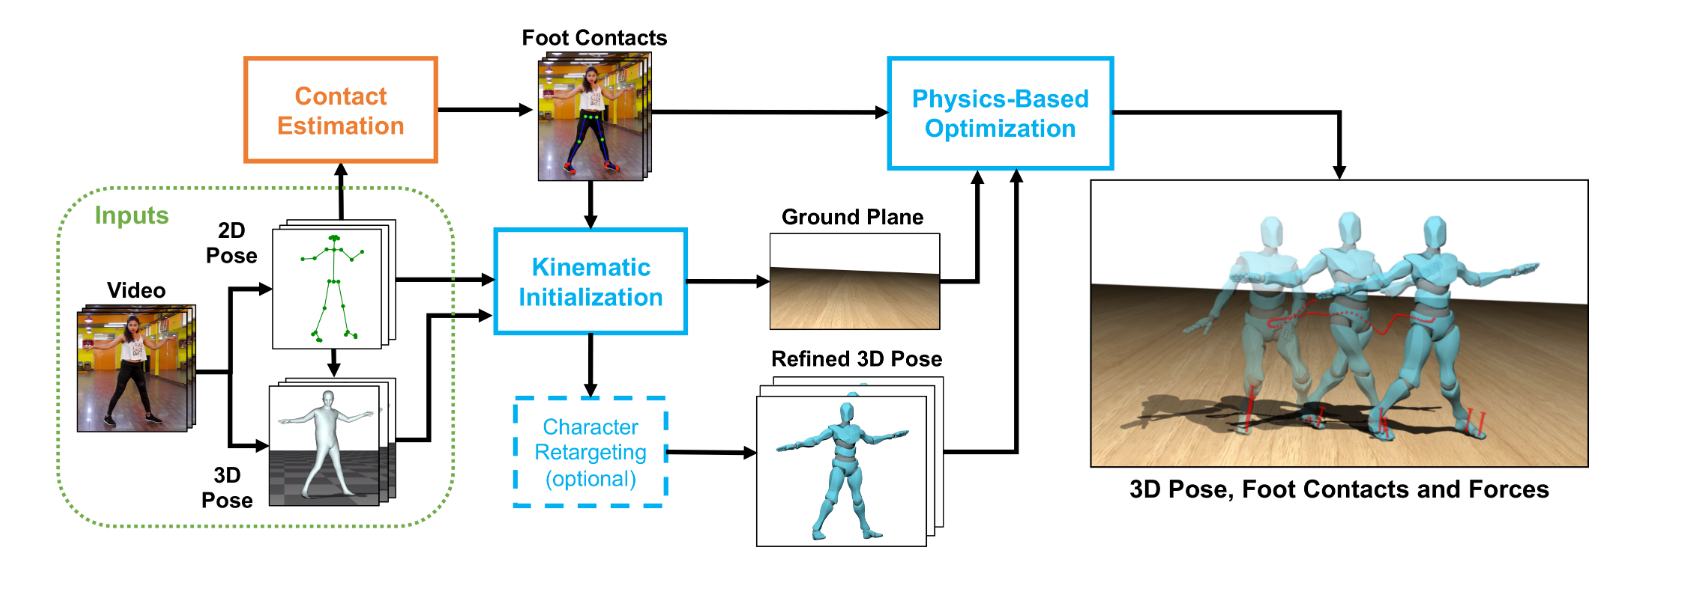 Foot Contacts
Contact
Estimation
Physics-Based
Optimization
Inputs
2D
Pose
Video
3D
Pose
Kinematic
Initialization
Ground Plane
Character
Retargeting
(optional)
Refined 3D Pose
3D Pose, Foot Contacts and Forces